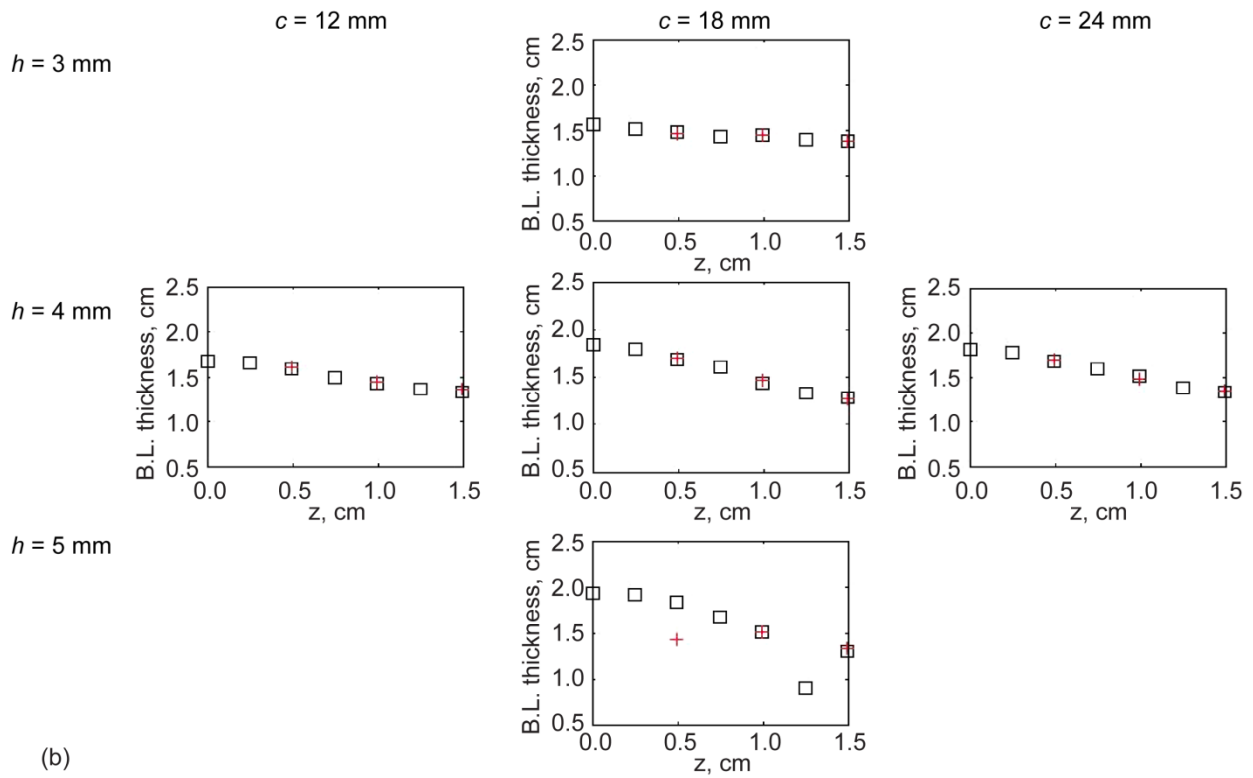 c = 12 mm
c = 18 mm
c = 24 mm
h = 3 mm
B.L. thickness, cm
2.5
2.0
1.5
1.0
0.5
0.0 0.5 1.0 1.5
z, cm
h = 4 mm
B.L. thickness, cm
2.5
2.0
1.5
1.0
0.5
0.0 0.5 1.0 1.5
z, cm
B.L. thickness, cm
2.5
2.0
1.5
1.0
0.5
0.0 0.5 1.0 1.5
z, cm
B.L. thickness, cm
2.5
2.0
1.5
1.0
0.5
0.0 0.5 1.0 1.5
z, cm
h = 5 mm
B.L. thickness, cm
2.5
2.0
1.5
1.0
0.5
0.0 0.5 1.0 1.5
z, cm
(b)